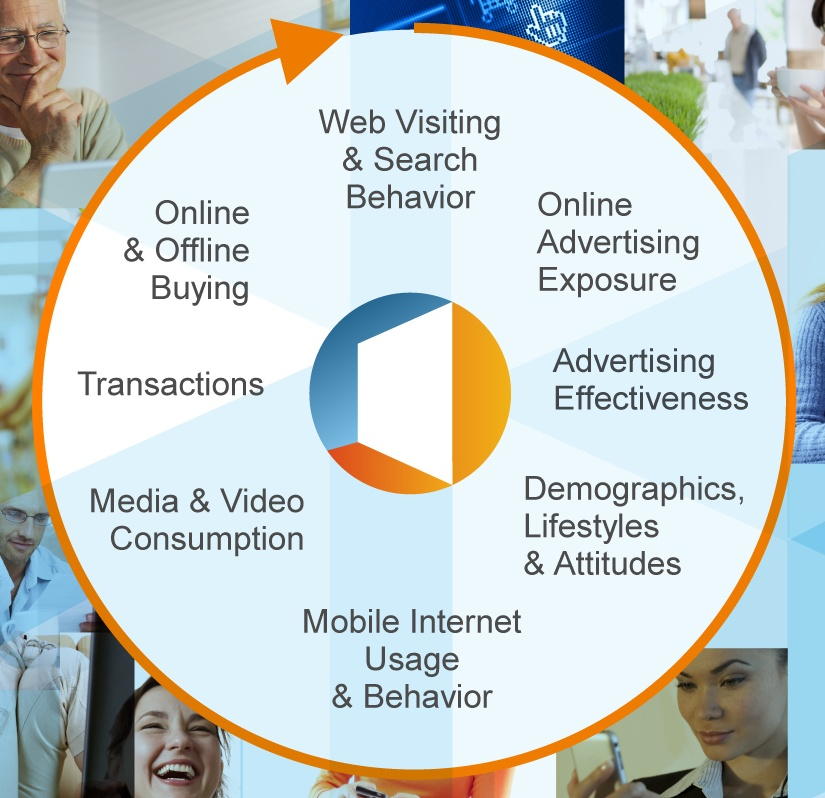 Web Visiting
& Search
Behavior
Online
Advertising
Exposure
Advertising
Effectiveness
Demographics,
Lifestyles
& Attitudes
Mobile Internet
Usage
& Behavior
Media & Video
Consumption
Transactions
Online
& Offline
Buying